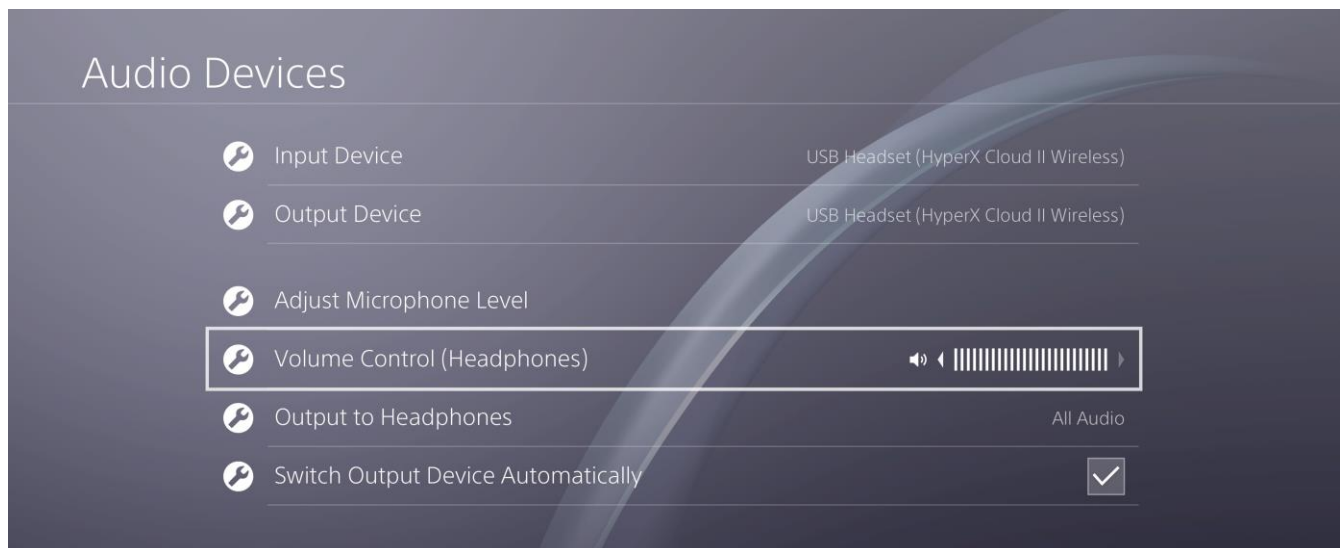 Audio Devices
Input Device USB Headset (HyperX Cloud II Wireless)
Output Device USB Headset (HyperX Cloud II Wireless)
Adjust Microphone Level
Volume Control (Headphones)
Output to Headphones All Audio
Switch Output Device Automatically